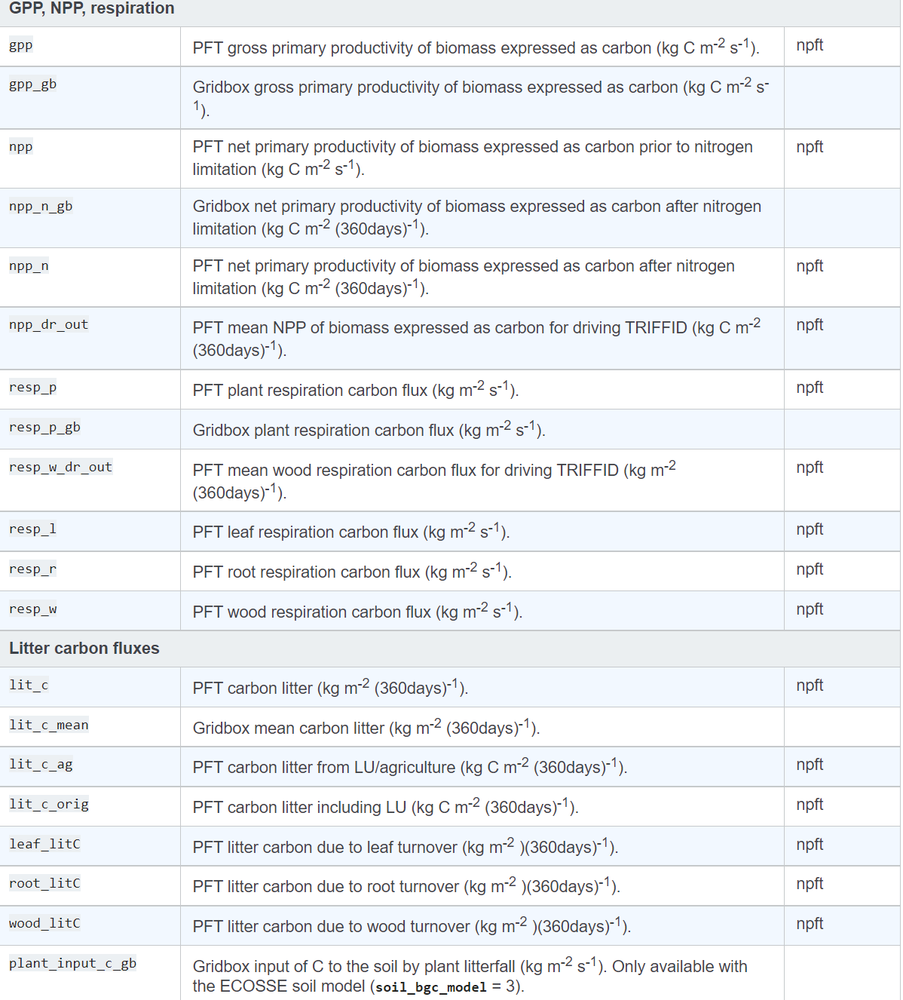 GPP, NPP, respiration
gpp
PFT gross primary productivity of biomass expressed as carbon (kg C m-2 s-1).
npft
gpp_gb
Gridbox gross primary productivity of biomass expressed as carbon (kg C m-2 s-
1).
npp
PFT net primary productivity of biomass expressed as carbon prior to nitrogen
limitation (kg C m-2 s-1).
npft
npp_n_gb
Gridbox net primary productivity of biomass expressed as carbon after nitrogen
limitation (kg C m-2 (360days)-1).
npp_n
PFT net primary productivity of biomass expressed as carbon after nitrogen
limitation (kg C m-2 (360days)-1).
npft
npp_dr_out
PFT mean NPP of biomass expressed as carbon for driving TRIFFID (kg C m-2
(360days)-1).
npft
resp_p
PFT plant respiration carbon flux (kg m-2 s-1).
npft
resp_p_gb
Gridbox plant respiration carbon flux (kg m-2 s-1).
resp_w_dr_out
PFT mean wood respiration carbon flux for driving TRIFFID (kg m-2
(360days)-1).
npft
resp_l
PFT leaf respiration carbon flux (kg m-2 s-1).
npft
resp_r
PFT root respiration carbon flux (kg m-2 s-1).
npft
resp_w
PFT wood respiration carbon flux (kg m-2 s-1).
npft
Litter carbon fluxes
lit_c
PFT carbon litter (kg m-2 (360days)-1).
npft
lit_c_mean
Gridbox mean carbon litter (kg m-2 (360days)-1).
lit_c_ag
PFT carbon litter from LU/agriculture (kg C m-2 (360days)-1).
npft
lit_c_orig
PFT carbon litter including LU (kg C m-2 (360days)-1).
npft
leaf_litC
PFT litter carbon due to leaf turnover (kg m-2 )(360days)-1).
npft
root_litC
PFT litter carbon due to root turnover (kg m-2 )(360days)-1).
npft
wood_litC
PFT litter carbon due to wood turnover (kg m-2 )(360days)-1).
npft
plant_input_c_gb
Gridbox input of C to the soil by plant litterfall (kg m-2 s-1). Only available with
the ECOSSE soil model (soil_bgc_model = 3).